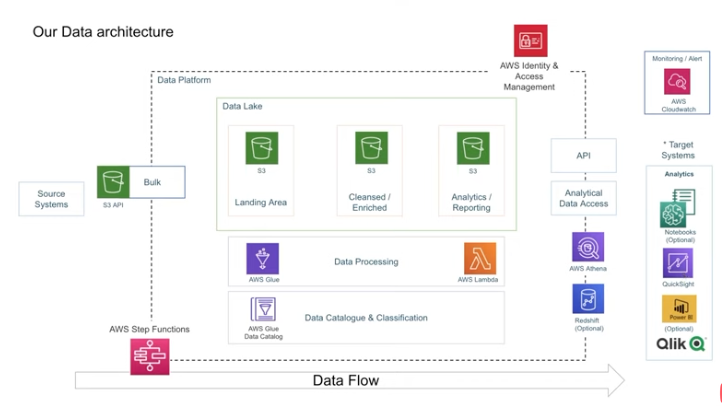 Our Data architecture
AWS Identity &
Access
Management
Monitoring / Alert
AWS
Cloudwatch
Data Platform
Data Lake
S3
Landing Area
S3
Cleansed /
Enriched
S3
Analytics /
Reporting
API
Analytical
Data Access
* Target
Systems
Analytics
Notebooks
(Optional)
QuickSight
Power BI
(Optional)
Qlik Q
Source
Systems
S3 API
Bulk
AWS Glue
Data Processing
AWS Lambda
AWS Athena
AWS Glue
Data Catalog
Data Catalogue & Classification
Redshift
(Optional)
AWS Step Functions
Data Flow